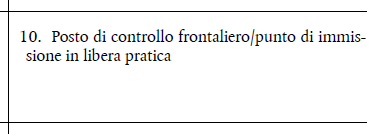 10. Posto di controllo frontaliero/punto di immis-
sione in libera pratica